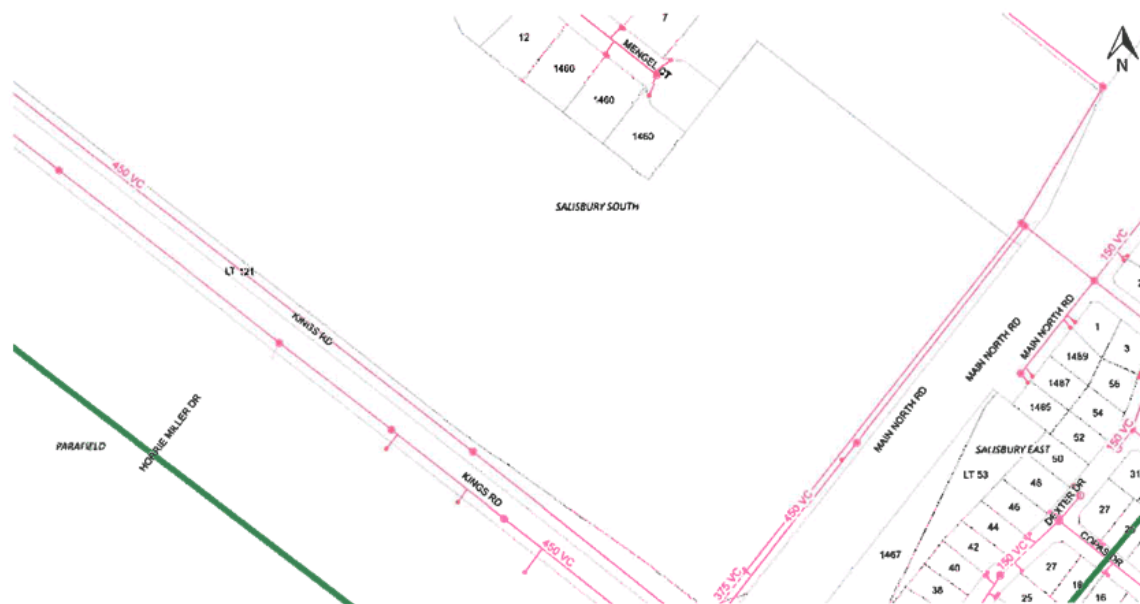 7
12
MENGEL CT
1460
1460
1460
N
450 VC
SALISBURY SOUTH
150 VC
LT 121
KINGS RD
MAIN NORTH RD
MAIN NORTH RD
1
3
1489
1487
56
1485
54
HORRIE MILLER DR
PARAFIELD
MAIN NORTH RD
52
150 VC
SALISBURY EAST
50
LT 53
31
48
KINGS RD
DEXTER DR
450 VC
46
27
44
450 VC
COPAS DR
1467
42
150 VC
40
27
18
375 VC
38
25
16